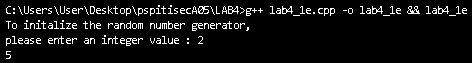 C:\Users\User\Desktop\pspitisecA05\LAB4>g++ lab4_1e.cpp -o lab4_1e && lab4_1e
To initalize the random number generator,
please enter an integer value : 2
5